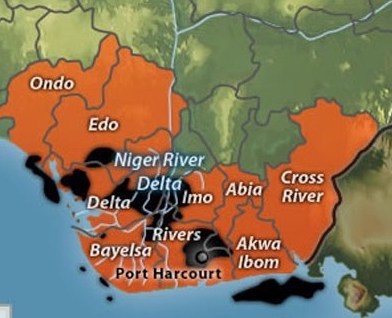 Ondo
Edo
Niger River
Delta
Delta
Imo
Abia
Cross
River
Rivers
Bayelsa
Akwa
Ibom
Port Harcourt